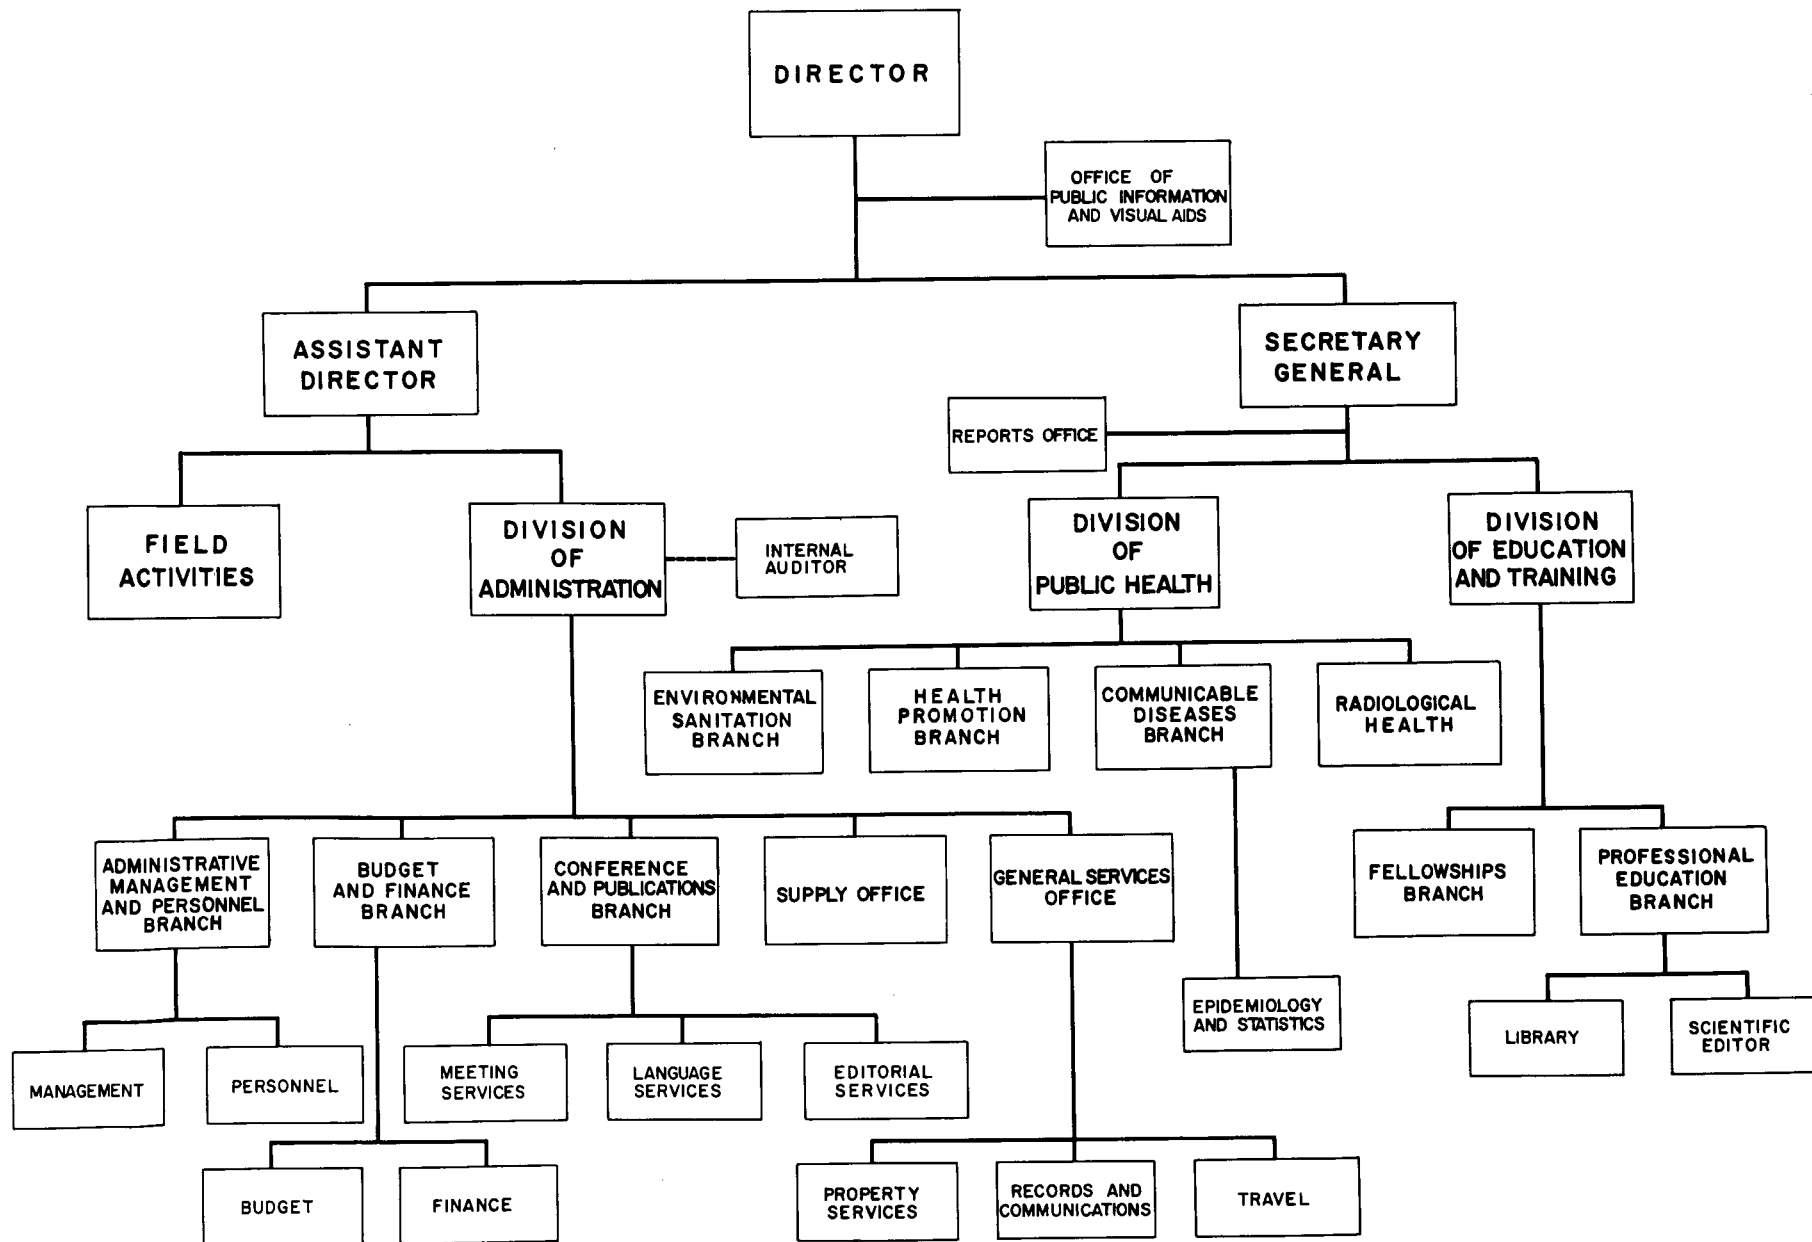 DIRECTOR
OFFICE OF
PUBLIC INFORMATION
AND VISUAL AIDS
ASSISTANT
DIRECTOR
SECRETARY
GENERAL
REPORTS OFFICE
FIELD
ACTIVITIES
DIVISION
OF
ADMINISTRATION
INTERNAL
AUDITOR
DIVISION
OF
PUBLIC HEALTH
DIVISION
OF EDUCATION
AND TRAINING
ENVIRONMENTAL
SANITATION
BRANCH
HEALTH
PROMOTION
BRANCH
COMMUNICABLE
DISEASES
BRANCH
RADIOLOGICAL
HEALTH
ADMINISTRATIVE
MANAGEMENT
AND PERSONNEL
BRANCH
BUDGET
AND FINANCE
BRANCH
CONFERENCE
AND PUBLICATIONS
BRANCH
SUPPLY OFFICE
GENERAL SERVICES
OFFICE
FELLOWSHIPS
BRANCH
PROFESSIONAL
EDUCATION
BRANCH
EPIDEMIOLOGY
AND STATISTICS
LIBRARY
SCIENTIFIC
EDITOR
MANAGEMENT
PERSONNEL
MEETING
SERVICES
LANGUAGE
SERVICES
EDITORIAL
SERVICES
BUDGET
FINANCE
PROPERTY
SERVICES
RECORDS AND
COMMUNICATIONS
TRAVEL